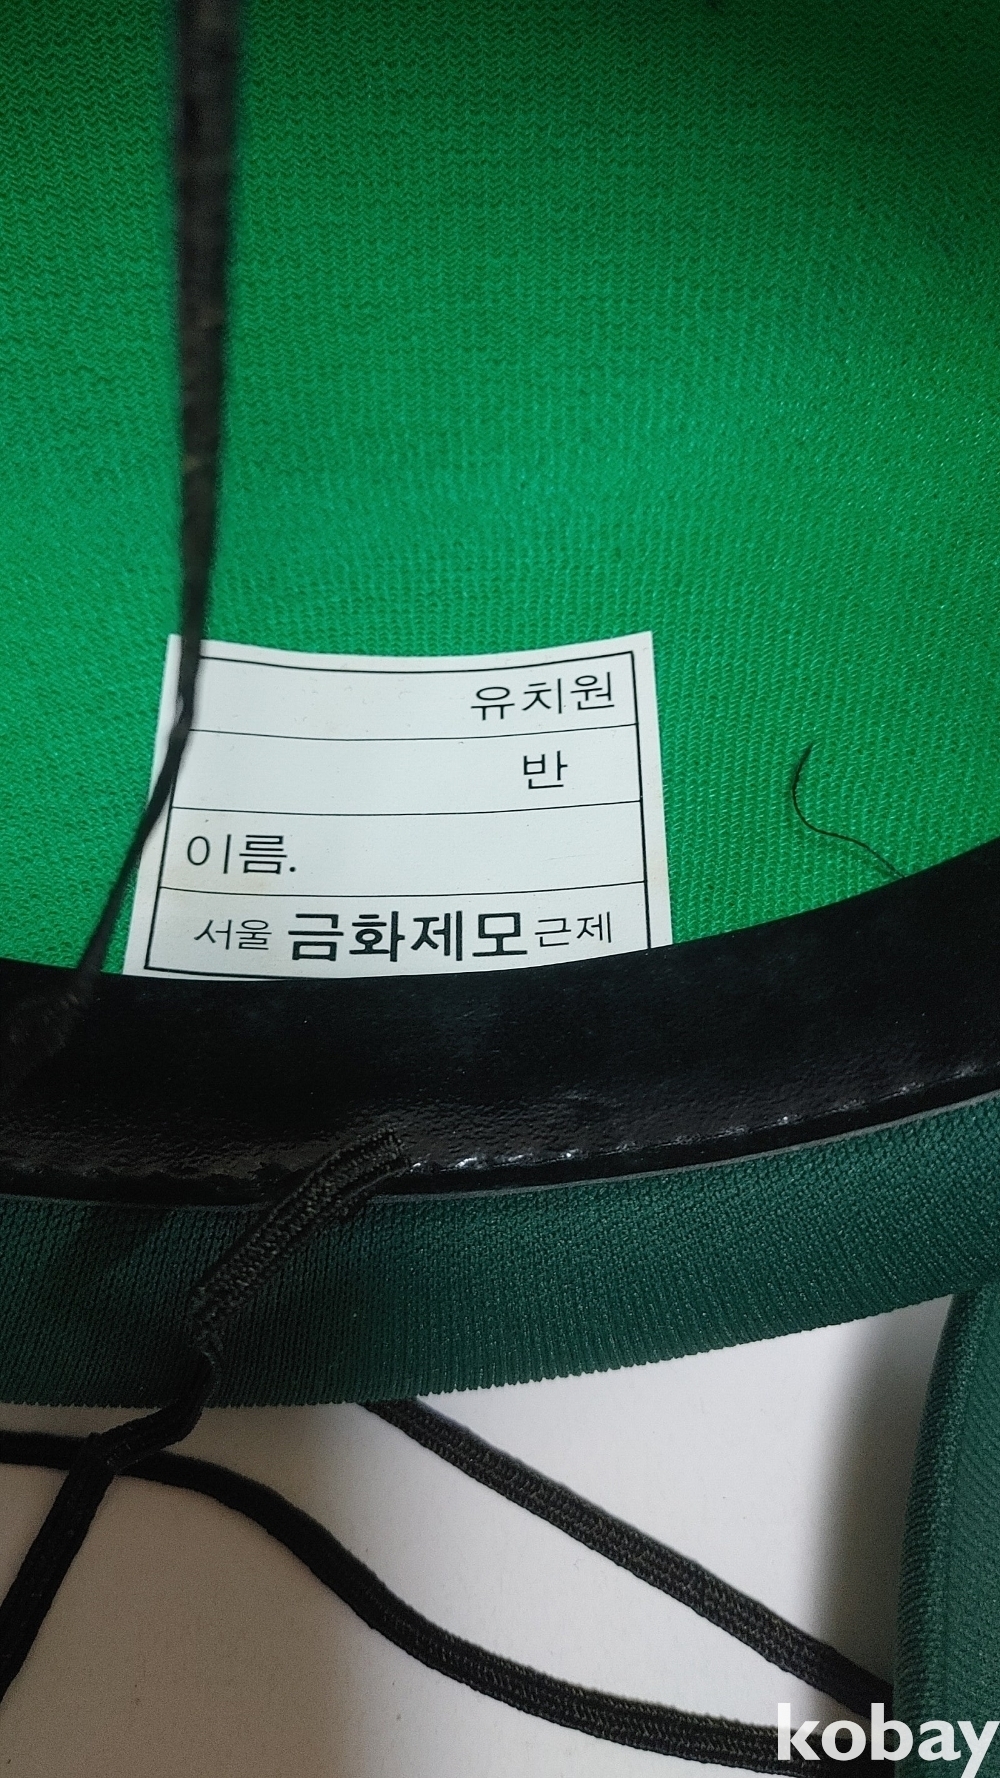 유치원
반
이름.
서울 금화제모 근제
kobay